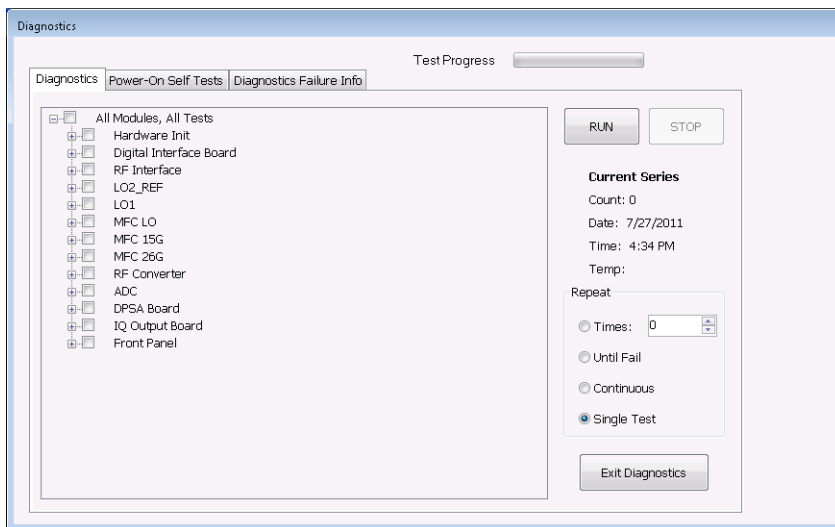 Diagnostics
Test Progress
Diagnostics Power-On Self Tests Diagnostics Failure Info
All Modules, All Tests
Hardware Init
Digital Interface Board
RF Interface
LO2_REF
LO1
MFC LO
MFC 15G
MFC 26G
RF Converter
ADC
DPSA Board
IQ Output Board
Front Panel
RUN STOP
Current Series
Count: 0
Date: 7/27/2011
Time: 4:34 PM
Temp:
Repeat
Times: 0
Until Fail
Continuous
Single Test
Exit Diagnostics